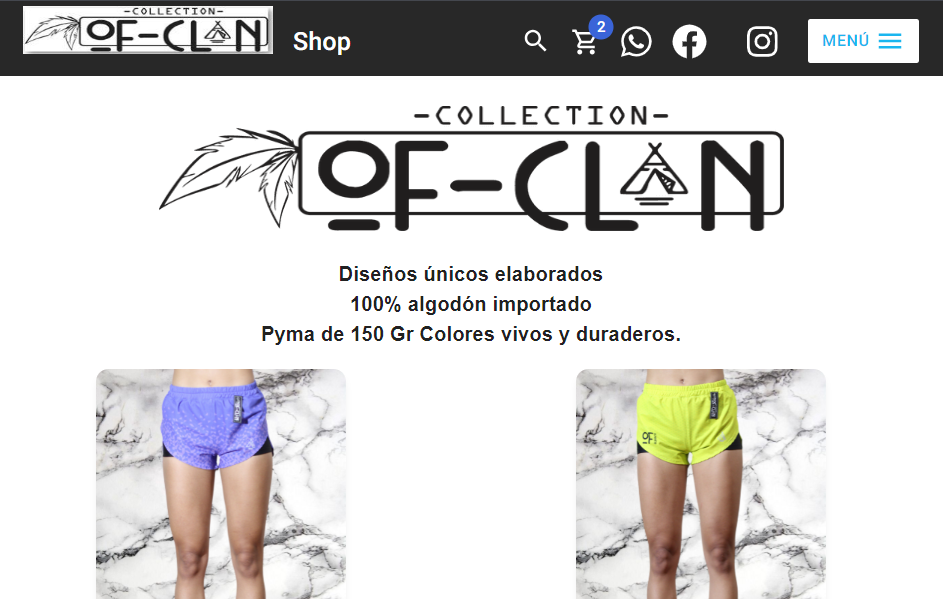 -COLLECTION-
OF-CLAN
Shop
2
MENÚ
-COLLECTION-
OF-CLAN
Diseños únicos elaborados
100% algodón importado
Pyma de 150 Gr Colores vivos y duraderos.
OF